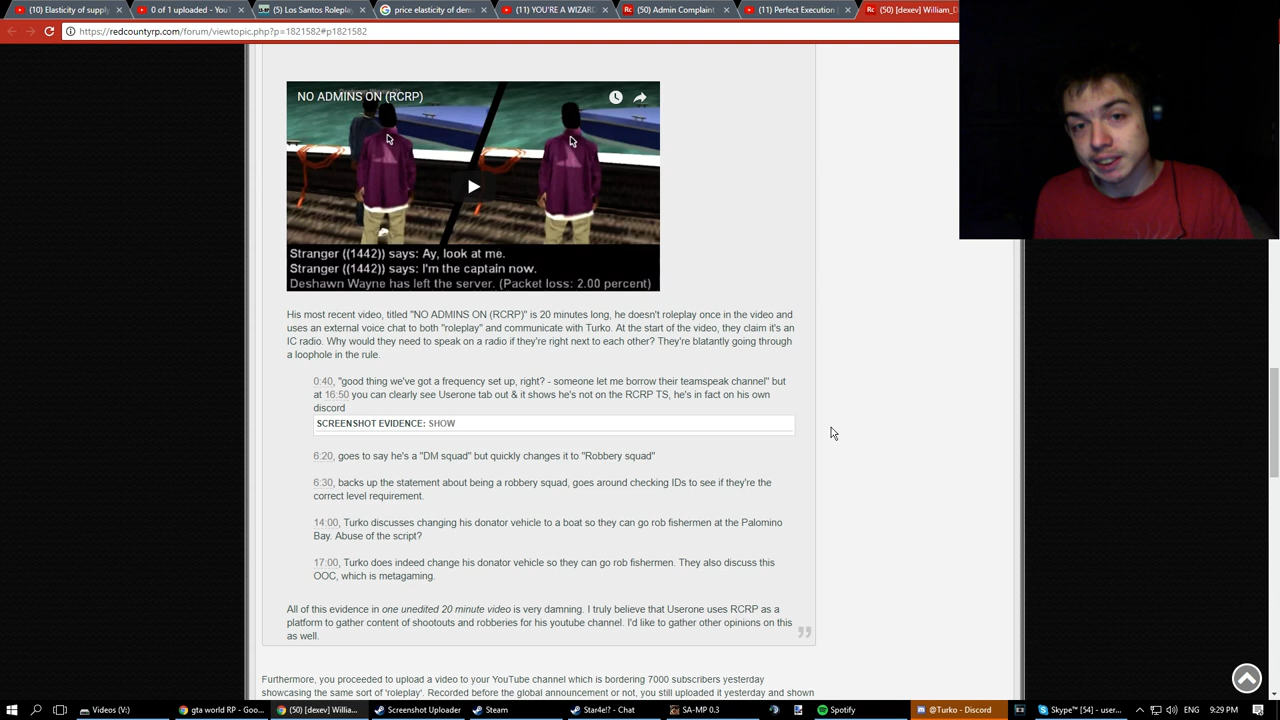 (10) Elasticity of supply
0 of 1 uploaded - YouT
(5) Los Santos Roleplay
price elasticity of dem
(11) YOU'RE A WIZARD
(50) Admin Complaint
(11) Perfect Execution
(50) [dexev] William_D
https://redcountyrp.com/forum/viewtopic.php?p=1821582#p1821582
NO ADMINS ON (RCRP)
Stranger ((1442)) says: Ay, look at me.
Stranger ((1442)) says: I'm the captain now.
Deshawn Wayne has left the server. (Packet loss: 2.00 percent)
His most recent video, titled "NO ADMINS ON (RCRP)" is 20 minutes long, he doesn't roleplay once in the video and
uses an external voice chat to both "roleplay" and communicate with Turko. At the start of the video, they claim it's an
IC radio. Why would they need to speak on a radio if they're right next to each other? They're blatantly going through
a loophole in the rule.
0:40, "good thing we've got a frequency set up, right? - someone let me borrow their teamspeak channel" but
at 16:50 you can clearly see Userone tab out & it shows he's not on the RCRP TS, he's in fact on his own
discord
SCREENSHOT EVIDENCE: SHOW
6:20, goes to say he's a "DM squad" but quickly changes it to "Robbery squad"
6:30, backs up the statement about being a robbery squad, goes around checking IDs to see if they're the
correct level requirement.
14:00, Turko discusses changing his donator vehicle to a boat so they can go rob fishermen at the Palomino
Bay. Abuse of the script?
17:00, Turko does indeed change his donator vehicle so they can go rob fishermen. They also discuss this
OOC, which is metagaming.
All of this evidence in one unedited 20 minute video is very damning. I truly believe that Userone uses RCRP as a
platform to gather content of shootouts and robberies for his youtube channel. I'd like to gather other opinions on this
as well.
Furthermore, you proceeded to upload a video to your YouTube channel which is bordering 7000 subscribers yesterday
showcasing the same sort of 'roleplay'. Recorded before the global announcement or not, you still uploaded it yesterday and shown
Videos (V:)
gta world RP - Goo...
(50) [dexev] Willia...
Screenshot Uploader
Steam
Star4e!? - Chat
SA-MP 0.3
Spotify
@Turko - Discord
Skype™ [54] - user...
ENG
9:29 PM